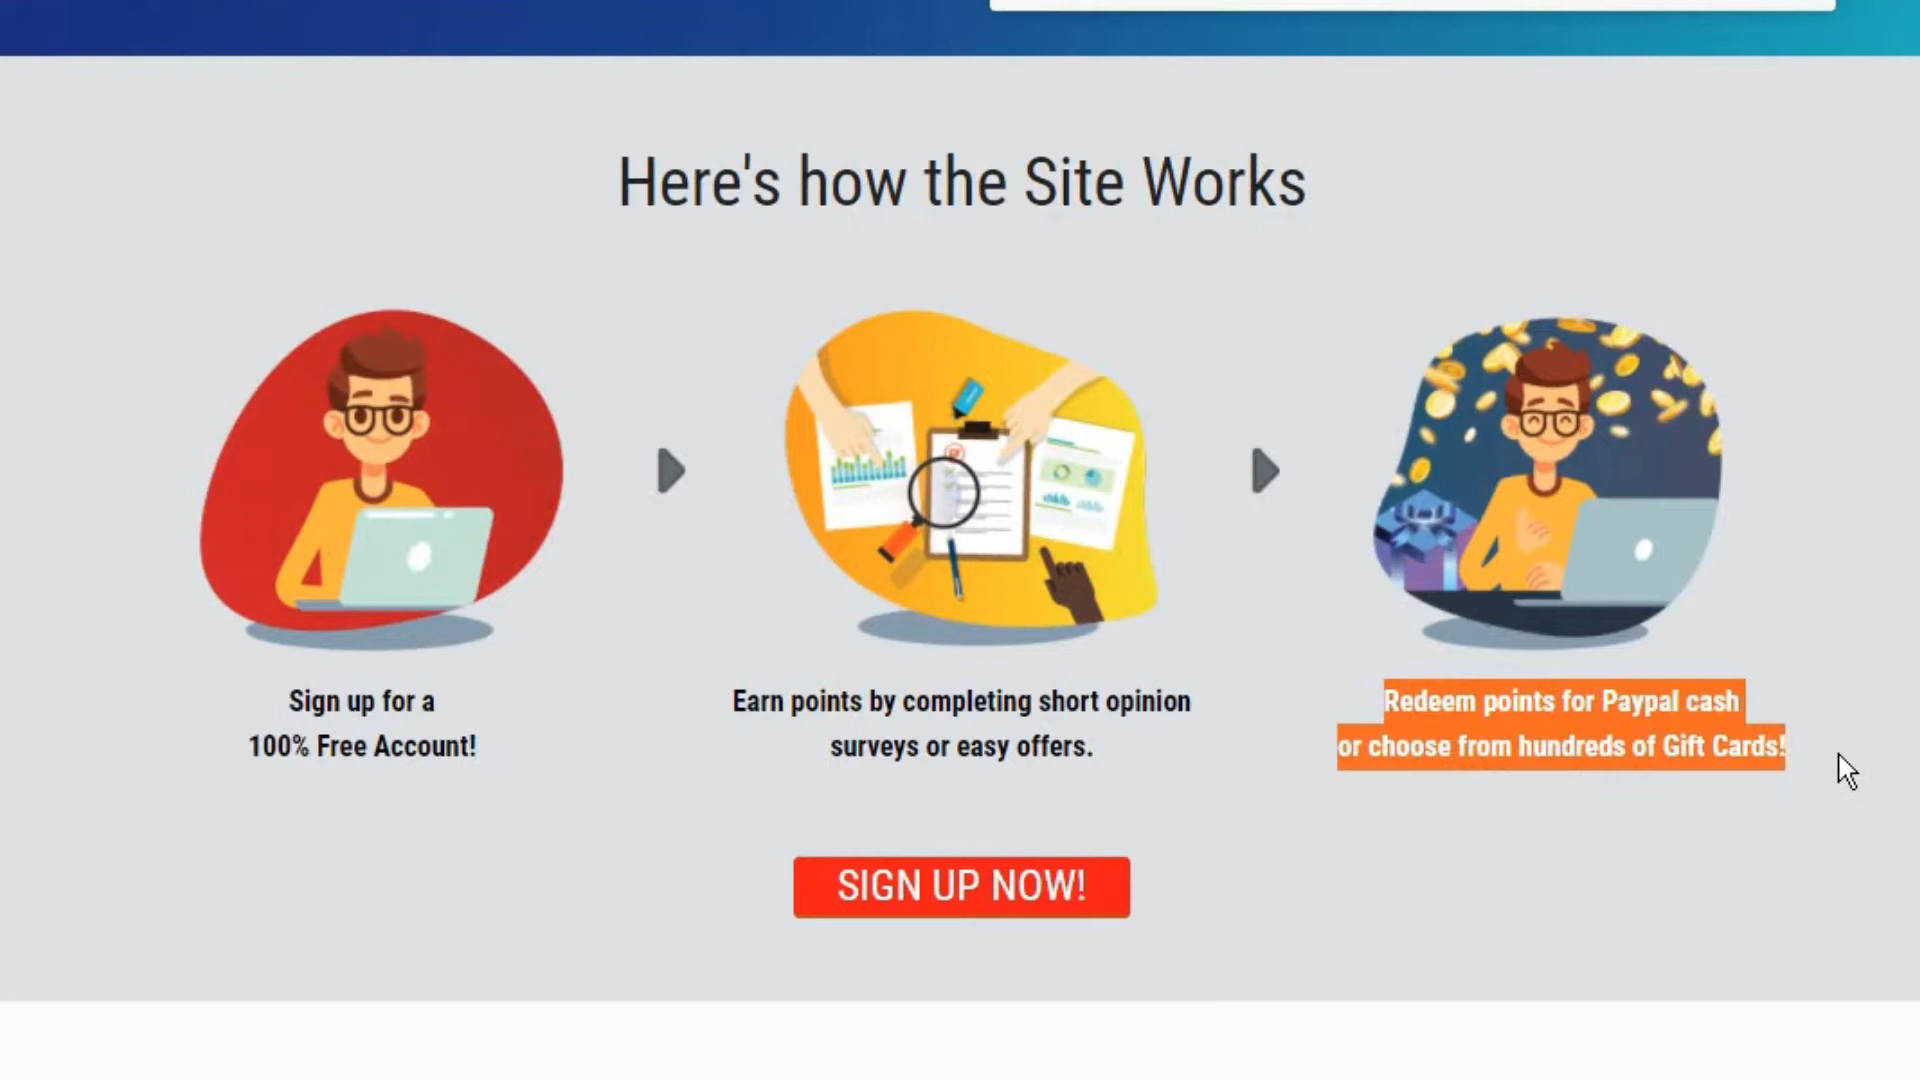 Here's how the Site Works
Sign up for a
100% Free Account!
Earn points by completing short opinion
surveys or easy offers.
Redeem points for Paypal cash
or choose from hundreds of Gift Cards!
SIGN UP NOW!